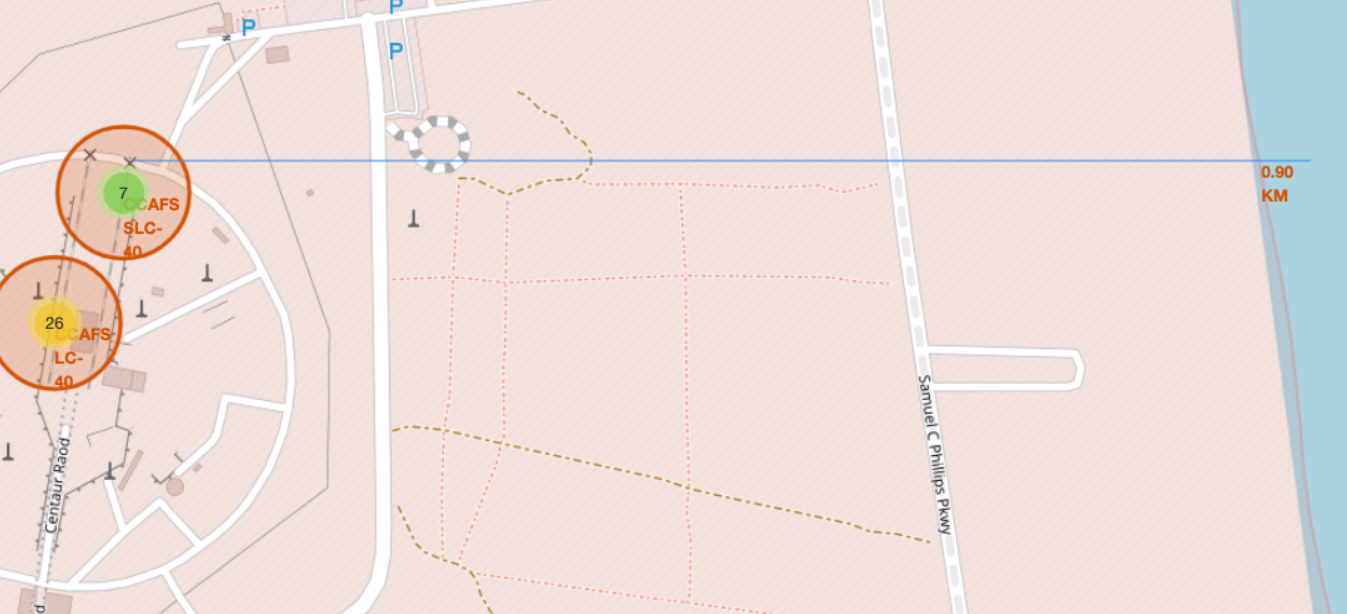 P
P
P
0.90
KM
7
CCAFS
SLC-
40
26
CCAFS
LC-
40
Samuel C Phillips Pkwy
Centaur Raod
d